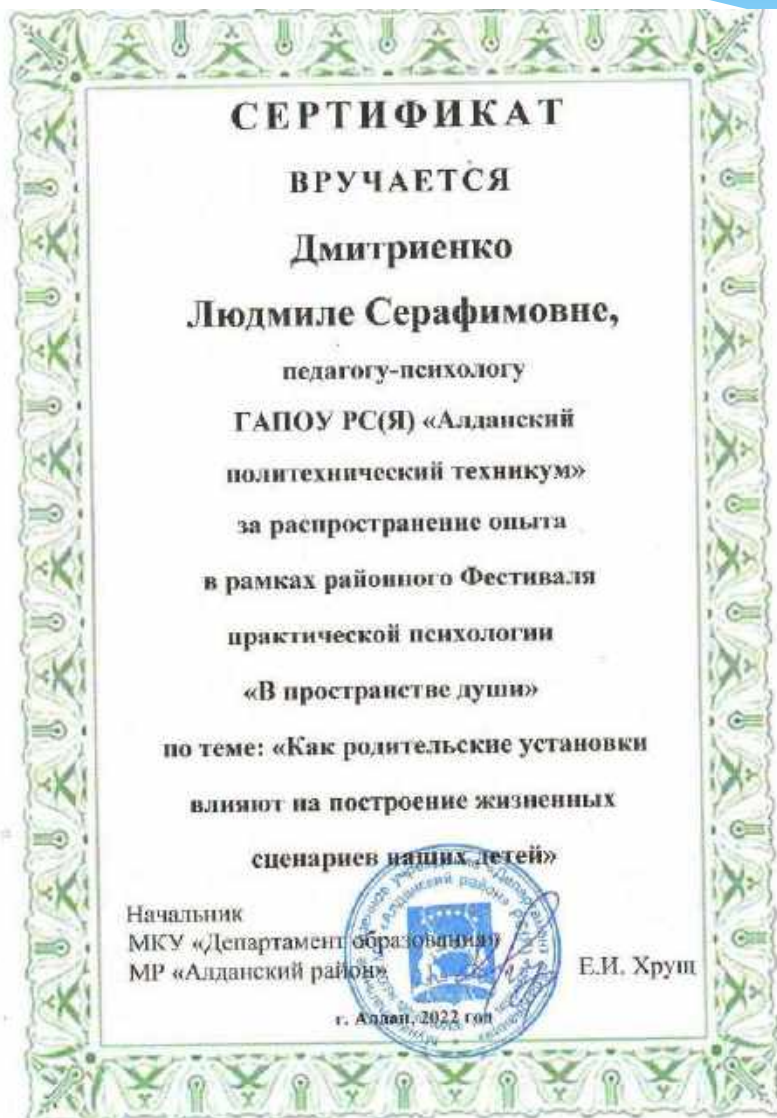 СЕРТИФИКАТ
ВРУЧАЕТСЯ
Дмитриенко
Людмиле Серафимовне,
педагогу-психологу
ГАПОУ РС(Я) «Алданский
политехнический техникум»
за распространение опыта
в рамках районного Фестиваля
практической психологии
«В пространстве души»
по теме: «Как родительские установки
влияют на построение жизненных
сценариев наших детей»
Начальник
МКУ «Департамент образования»
МР «Алданский район»
Е.И. Хрущ
г. Алдан, 2022 год